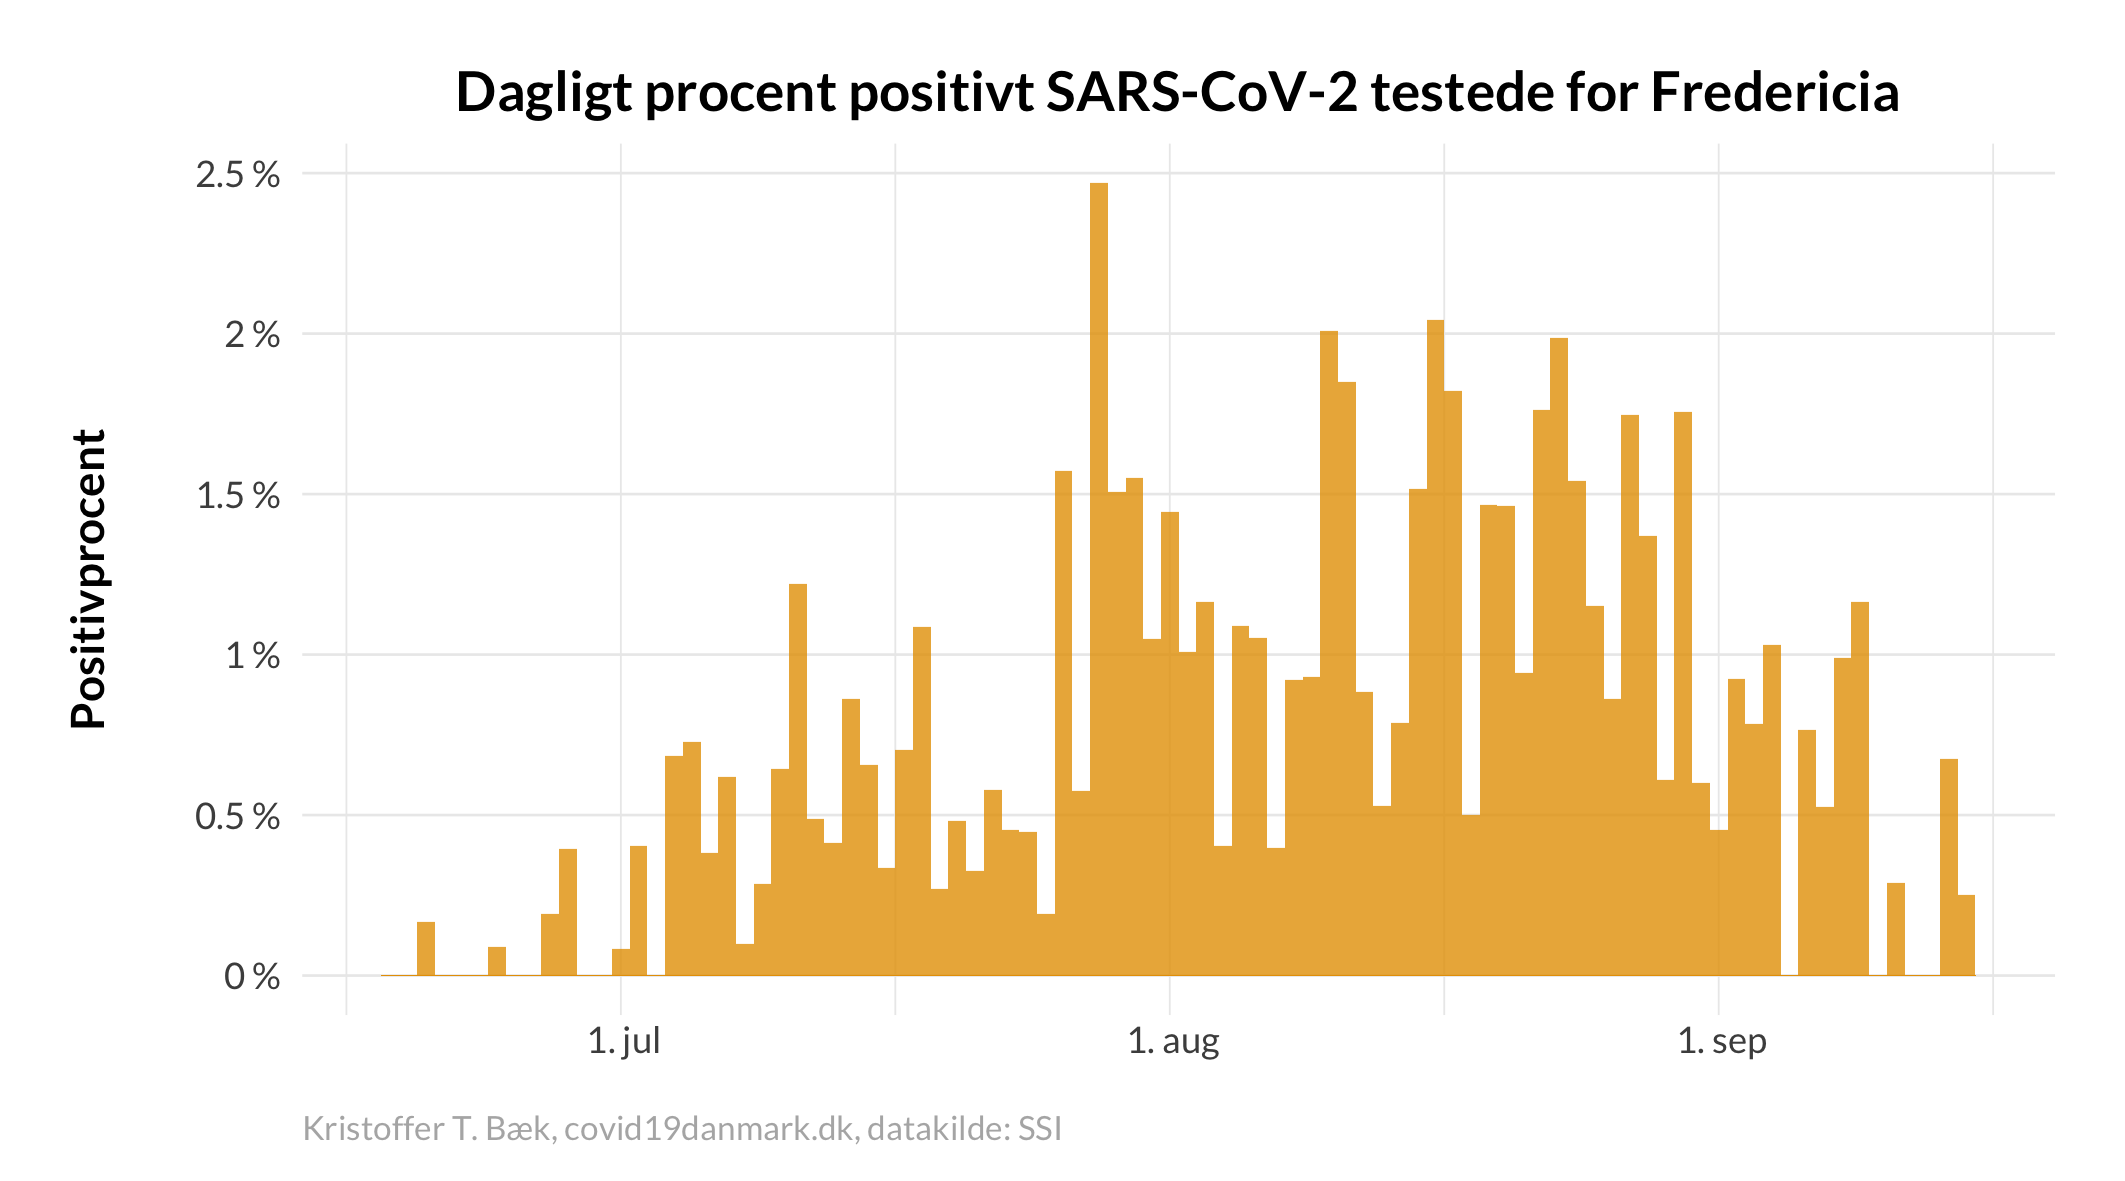 Dagligt procent positivt SARS-CoV-2 testede for Fredericia
Positivprocent
2.5 %
2 %
1.5 %
1 %
0.5 %
0 %
1. jul
1. aug
1. sep
Kristoffer T. Bæk, covid19danmark.dk, datakilde: SSI